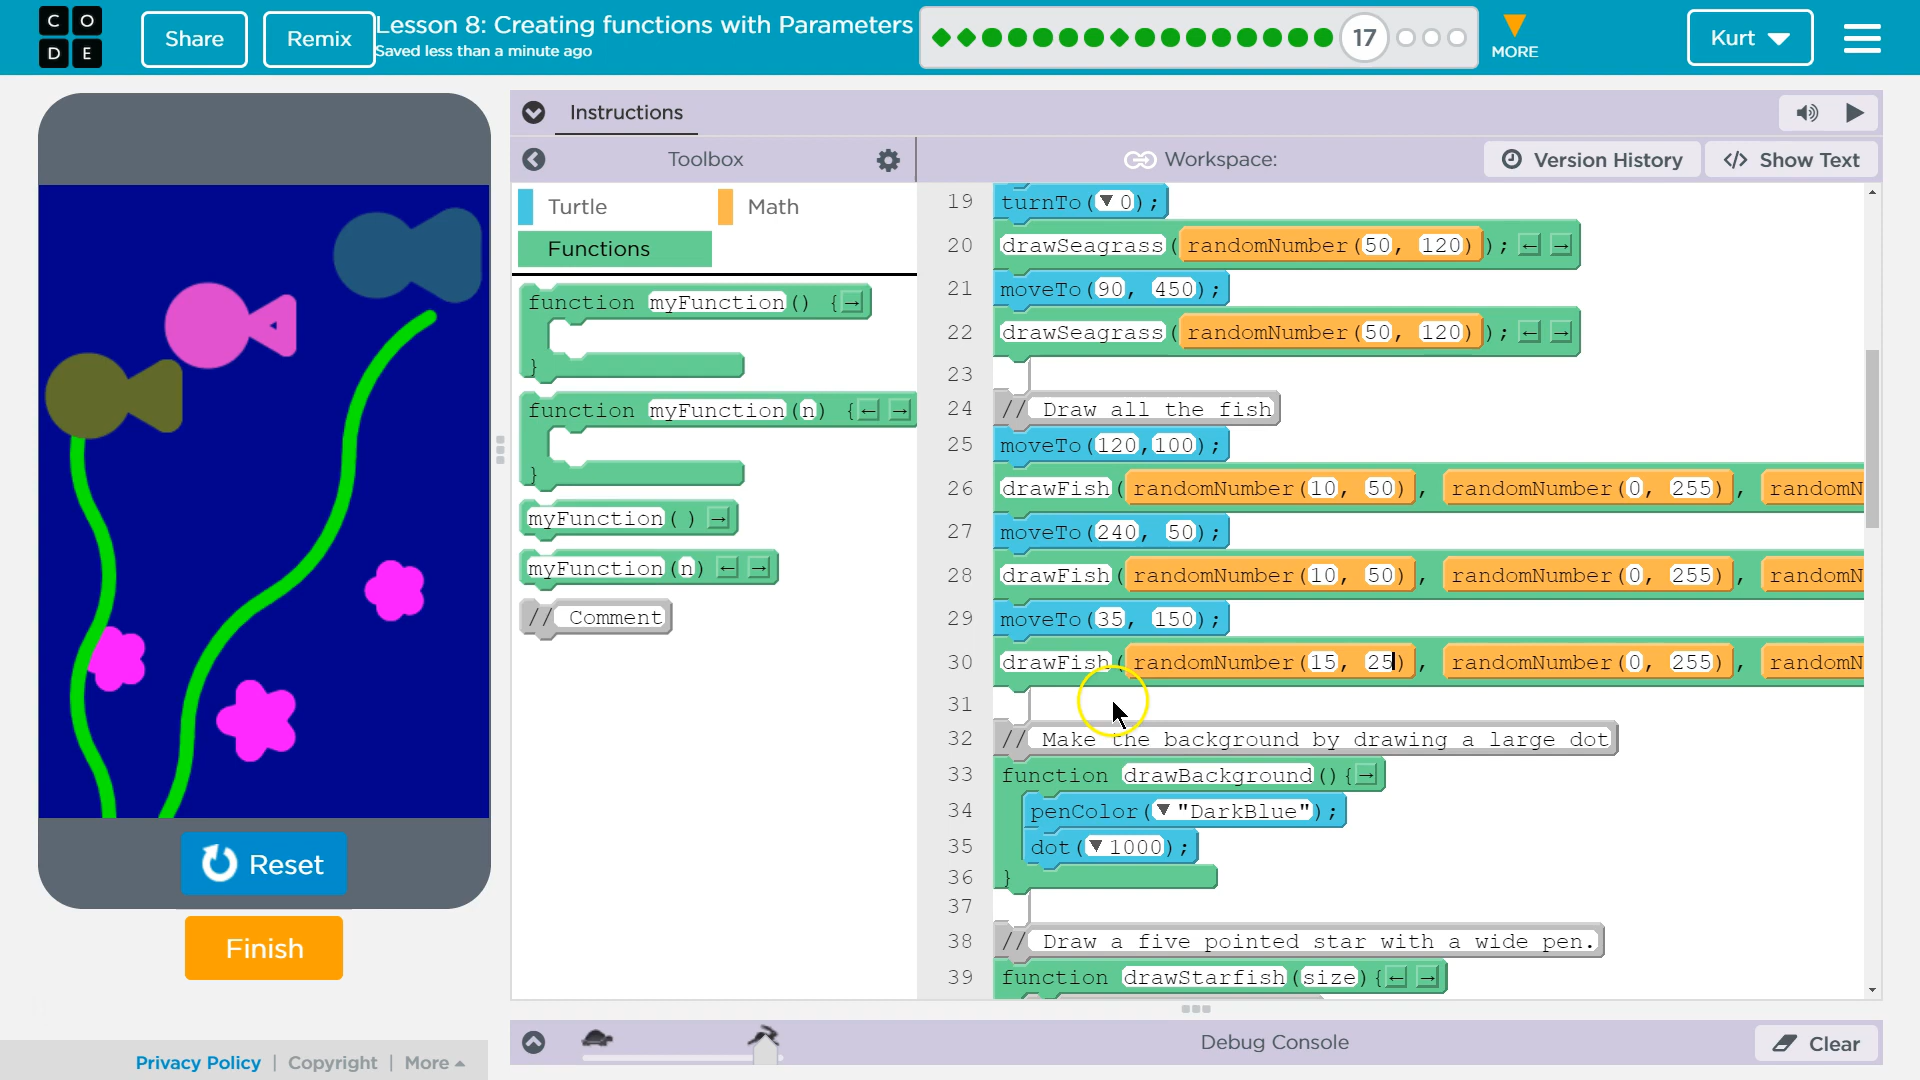 CODE
Share
Remix
Lesson 8: Creating functions with Parameters
Saved less than a minute ago
17
MORE
Kurt
Instructions
Toolbox
Workspace:
Version History
</> Show Text
Turtle
Math
Functions
function myFunction() {
}
function myFunction(n) {
}
myFunction()
myFunction(n)
// Comment
19 turnTo(0);
20 drawSeagrass(randomNumber(50, 120));
21 moveTo(90, 450);
22 drawSeagrass(randomNumber(50, 120));
23
24 // Draw all the fish
25 moveTo(120,100);
26 drawFish(randomNumber(10, 50), randomNumber(0, 255), randomN
27 moveTo(240, 50);
28 drawFish(randomNumber(10, 50), randomNumber(0, 255), randomN
29 moveTo(35, 150);
30 drawFish(randomNumber(15, 25), randomNumber(0, 255), randomN
31
32 // Make the background by drawing a large dot
33 function drawBackground(){
34 penColor("DarkBlue");
35 dot(1000);
36 }
37
38 // Draw a five pointed star with a wide pen.
39 function drawStarfish(size){
Reset
Finish
Debug Console
Clear
Privacy Policy | Copyright | More